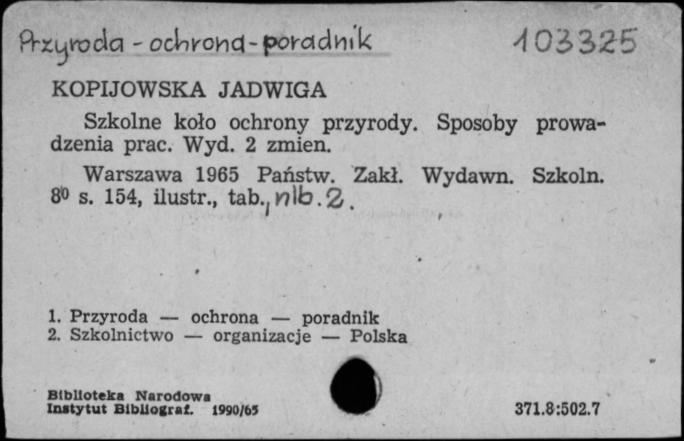 Przyroda - ochrona - poradnik 103325
KOPIJOWSKA JADWIGA
Szkolne koło ochrony przyrody. Sposoby prowa-
dzenia prac. Wyd. 2 zmien.
Warszawa 1965 Państw. Zakł. Wydawn. Szkoln.
8⁰ s. 154, ilustr., tab., nlb. 2.
1. Przyroda — ochrona — poradnik
2. Szkolnictwo — organizacje — Polska
Biblioteka Narodowa
Instytut Bibliograf. 1990/65 371.8:502.7